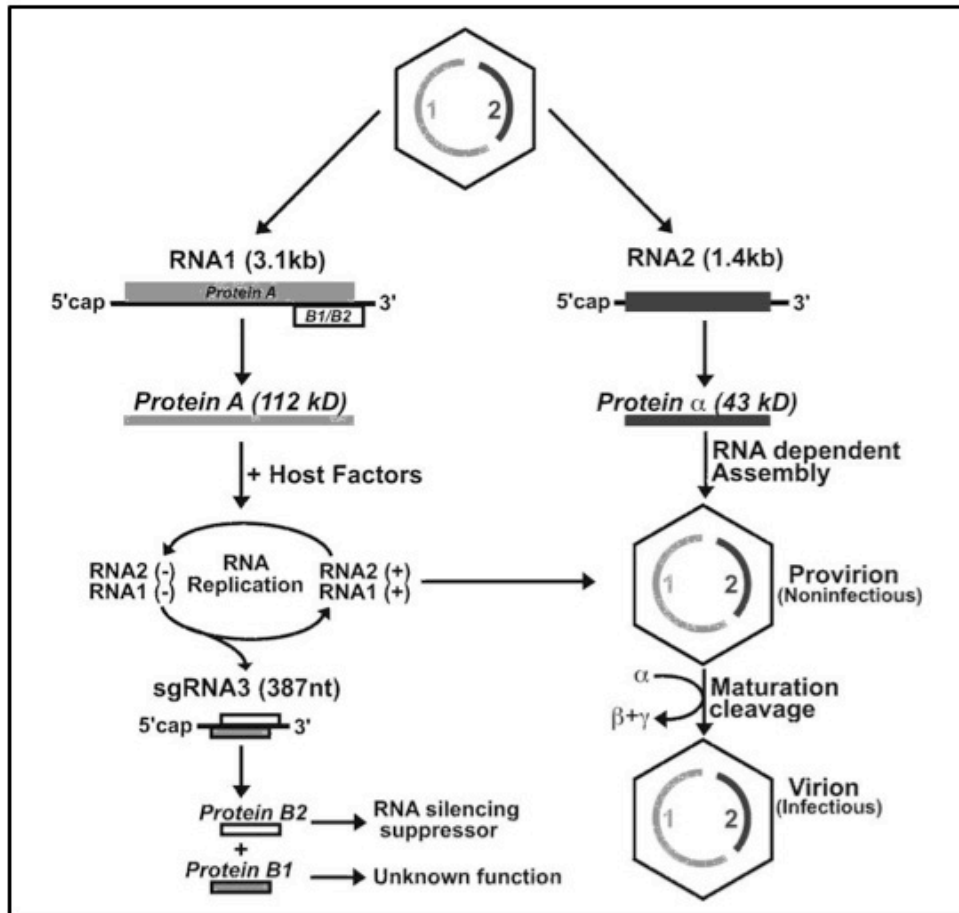 1 2
RNA1 (3.1kb)
Protein A
5'cap 3'
B1/B2
Protein A (112 kD)
+ Host Factors
RNA2 (-)
RNA1 (-)
RNA
Replication
RNA2 (+)
RNA1 (+)
sgRNA3 (387nt)
5'cap 3'
Protein B2
RNA silencing
suppressor
+
Protein B1
Unknown function
RNA2 (1.4kb)
5'cap 3'
Protein α (43 kD)
RNA dependent
Assembly
1 2
Provirion
(Noninfectious)
α
β+γ
Maturation
cleavage
1 2
Virion
(Infectious)